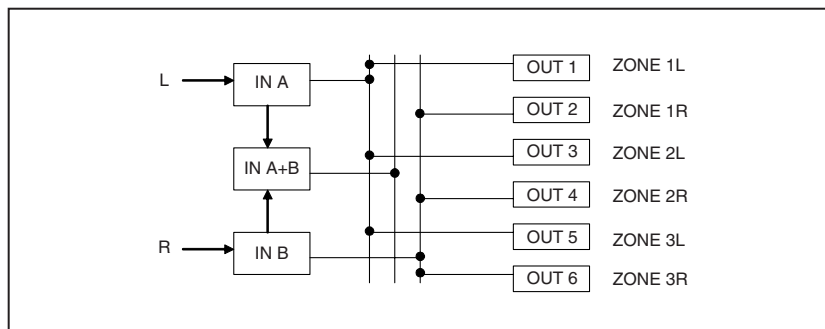 L
IN A
OUT 1 ZONE 1L
OUT 2 ZONE 1R
IN A+B
OUT 3 ZONE 2L
OUT 4 ZONE 2R
R
IN B
OUT 5 ZONE 3L
OUT 6 ZONE 3R